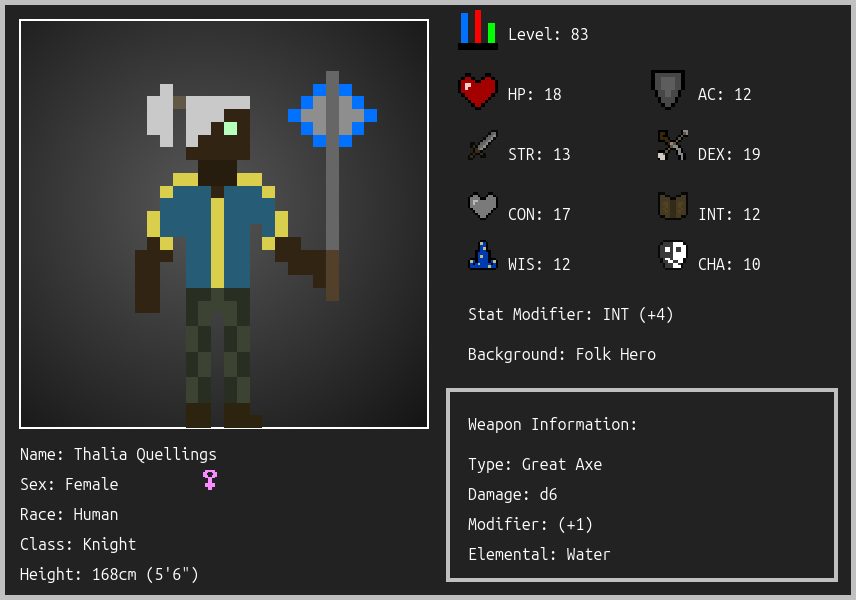 Level: 83
HP: 18
AC: 12
STR: 13
DEX: 19
CON: 17
INT: 12
WIS: 12
CHA: 10
Stat Modifier: INT (+4)
Background: Folk Hero
Weapon Information:
Type: Great Axe
Damage: d6
Modifier: (+1)
Elemental: Water
Name: Thalia Quellings
Sex: Female
Race: Human
Class: Knight
Height: 168cm (5'6")